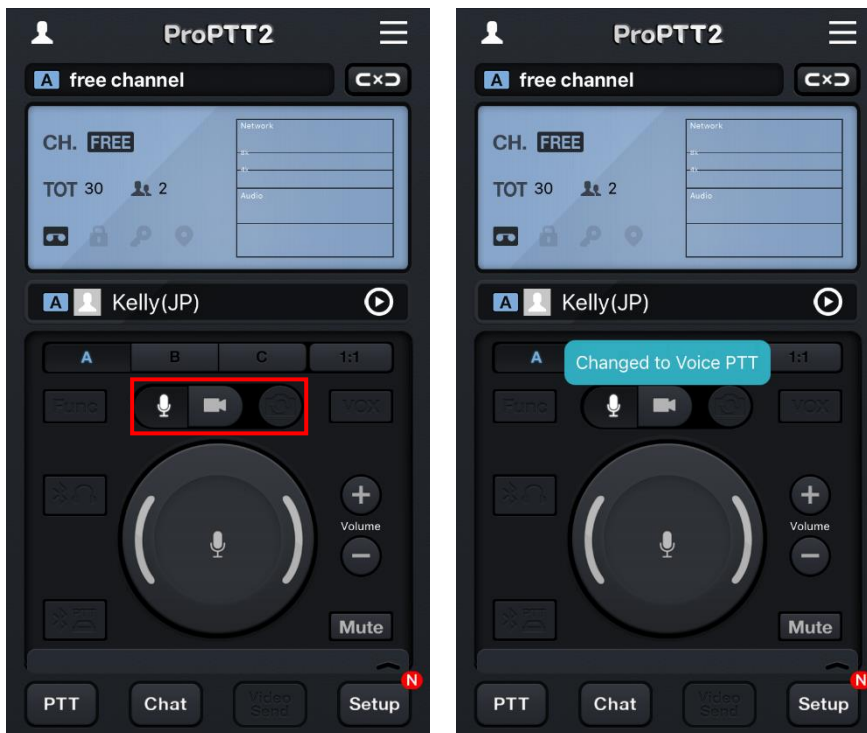 ProPTT2
A free channel
CH. FREE
Network
TOT 30 2
Audio
A Kelly(JP)
A B C 1:1
Func VOX
Volume
PTT
Mute
PTT Chat Video Send Setup N
ProPTT2
A free channel
CH. FREE
Network
TOT 30 2
Audio
A Kelly(JP)
A Changed to Voice PTT 1:1
Func VOX
Volume
PTT
Mute
PTT Chat Video Send Setup N